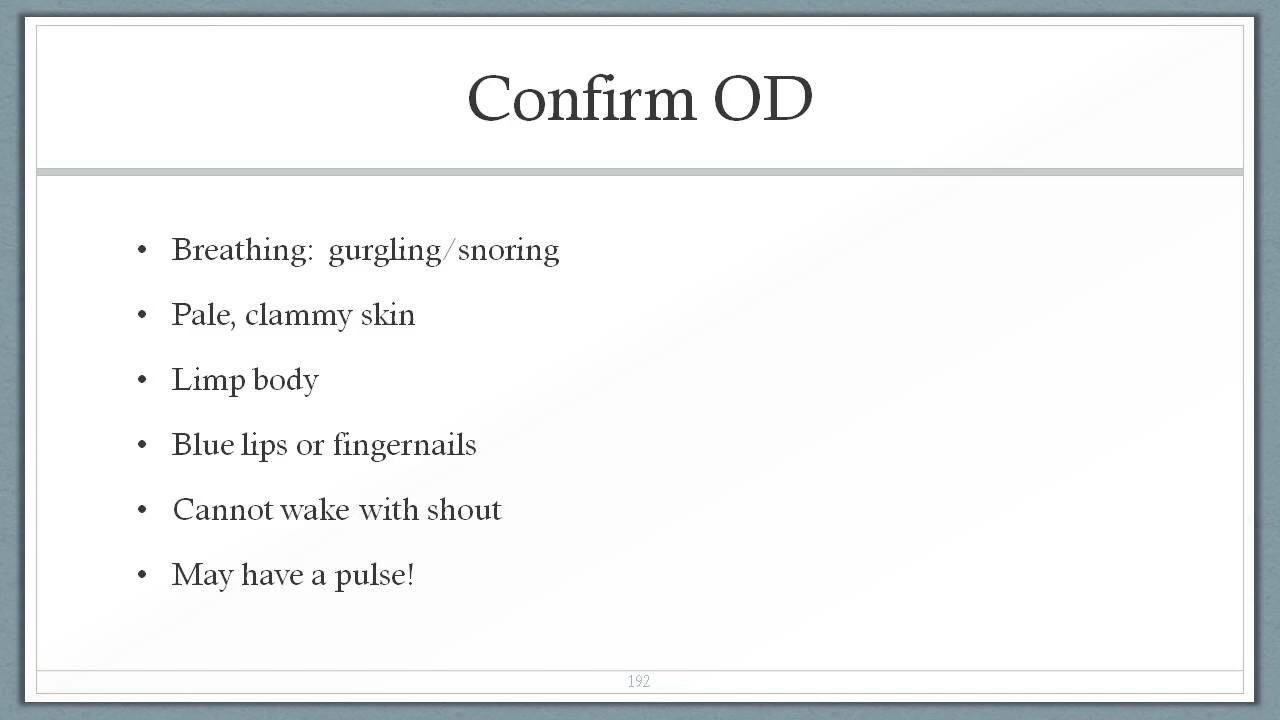 Confirm OD
• Breathing:  gurgling/snoring
• Pale, clammy skin
• Limp body
• Blue lips or fingernails
• Cannot wake with shout
• May have a pulse!
192